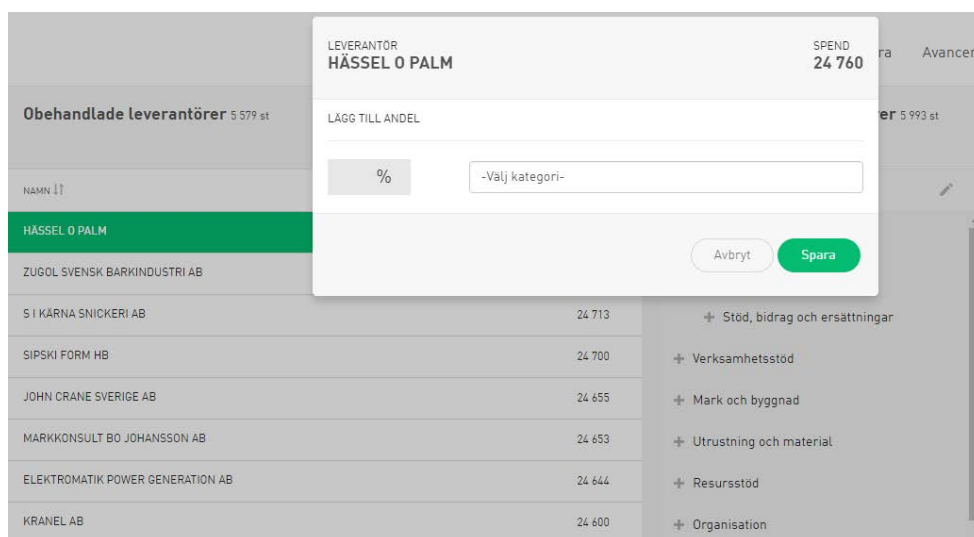 LEVERANTÖR
HÄSSEL O PALM
SPEND
24 760
ra Avancer
Obehandlade leverantörer 5 579 st
LÄGG TILL ANDEL
er 5 993 st
% -Välj kategori-
NAMN
HÄSSEL O PALM
Avbryt Spara
ZUGOL SVENSK BARKINDUSTRI AB
S I KÄRNA SNICKERI AB 24 713
Stöd, bidrag och ersättningar
SIPSKI FORM HB 24 700
Verksamhetsstöd
JOHN CRANE SVERIGE AB 24 655
Mark och byggnad
MARKKONSULT BO JOHANSSON AB 24 653
Utrustning och material
ELEKTROMATIK POWER GENERATION AB 24 644
Resursstöd
KRANEL AB 24 600
Organisation